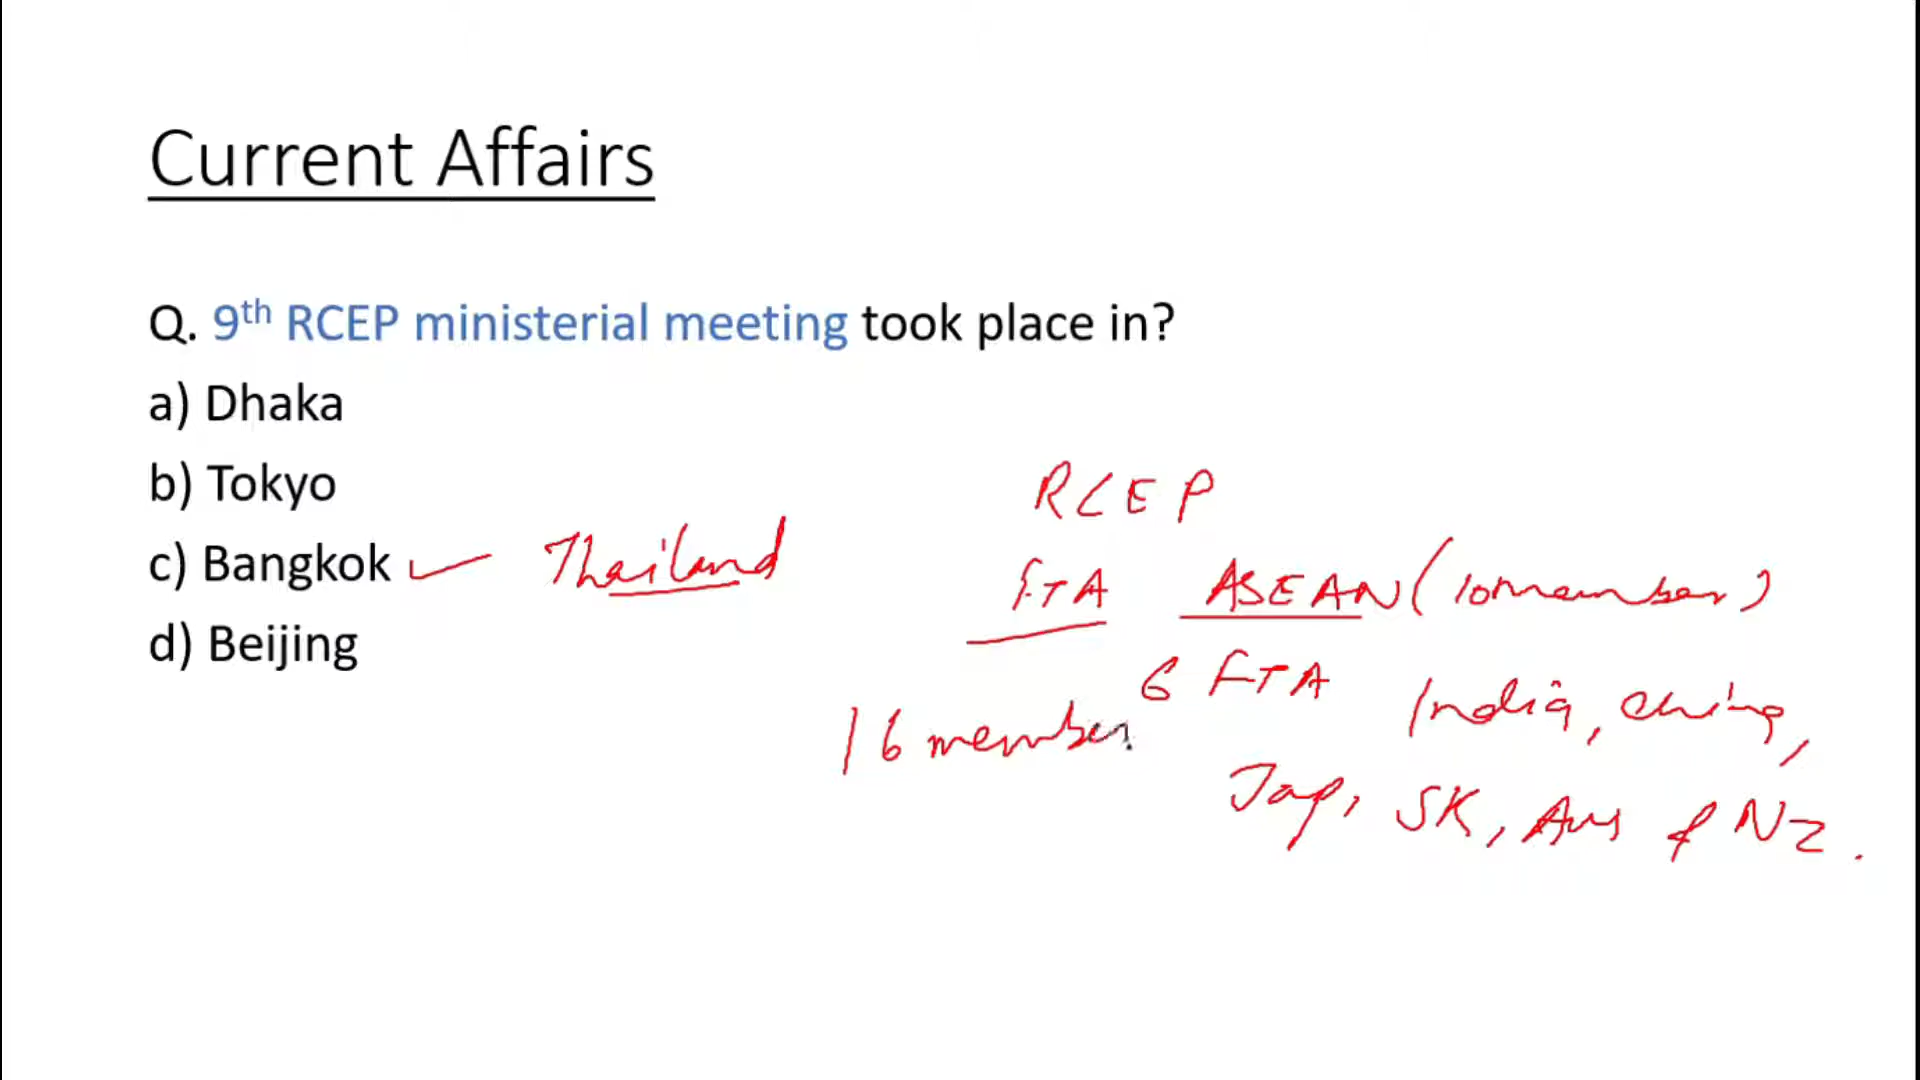 Current Affairs
Q. 9th RCEP ministerial meeting took place in?
a) Dhaka
b) Tokyo
c) Bangkok Thailand
d) Beijing
RCEP
FTA ASEAN (10 member)
6 FTA India, China,
16 member
Jap, SK, Aus & NZ.